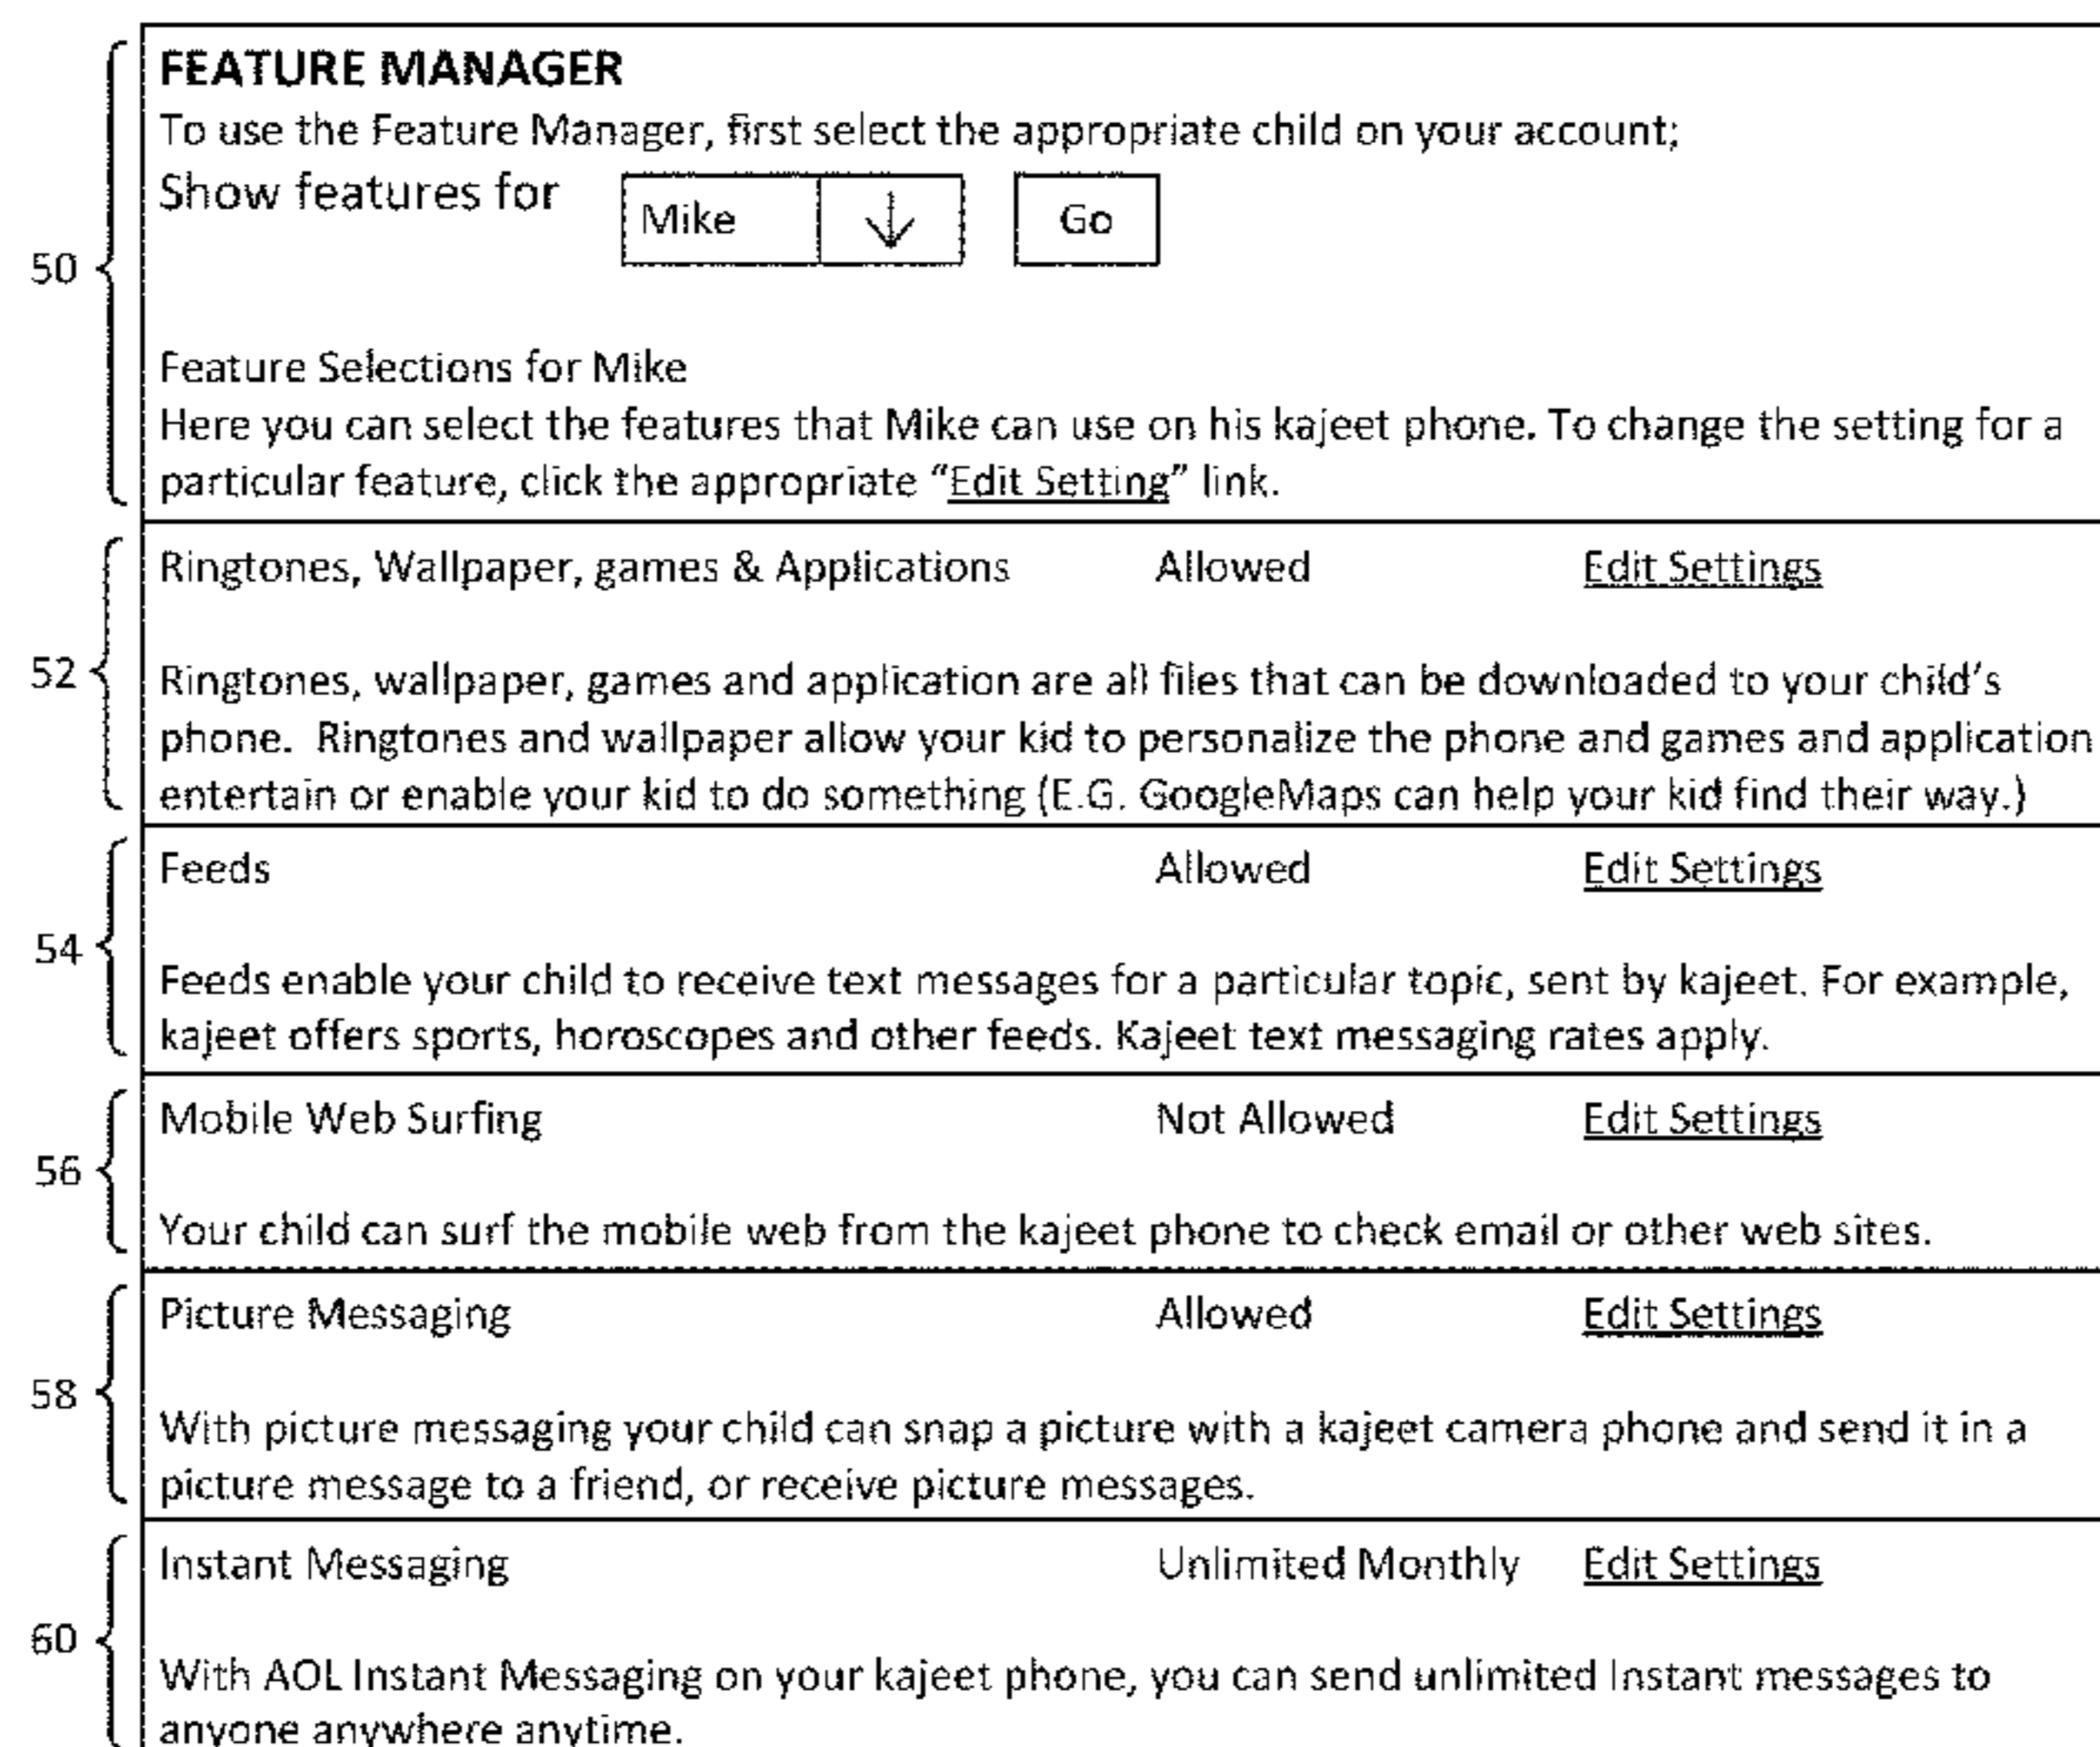 FEATURE MANAGER
To use the Feature Manager, first select the appropriate child on your account;
Show features for Mike Go
50
Feature Selections for Mike
Here you can select the features that Mike can use on his kajeet phone. To change the setting for a
particular feature, click the appropriate “Edit Setting” link.
Ringtones, Wallpaper, games & Applications Allowed Edit Settings
52
Ringtones, wallpaper, games and application are all files that can be downloaded to your child's
phone. Ringtones and wallpaper allow your kid to personalize the phone and games and application
entertain or enable your kid to do something (E.G. GoogleMaps can help your kid find their way.)
Feeds Allowed Edit Settings
54
Feeds enable your child to receive text messages for a particular topic, sent by kajeet. For example,
kajeet offers sports, horoscopes and other feeds. Kajeet text messaging rates apply.
Mobile Web Surfing Not Allowed Edit Settings
56
Your child can surf the mobile web from the kajeet phone to check email or other web sites.
Picture Messaging Allowed Edit Settings
58
With picture messaging your child can snap a picture with a kajeet camera phone and send it in a
picture message to a friend, or receive picture messages.
Instant Messaging Unlimited Monthly Edit Settings
60
With AOL Instant Messaging on your kajeet phone, you can send unlimited Instant messages to
anyone anywhere anytime.